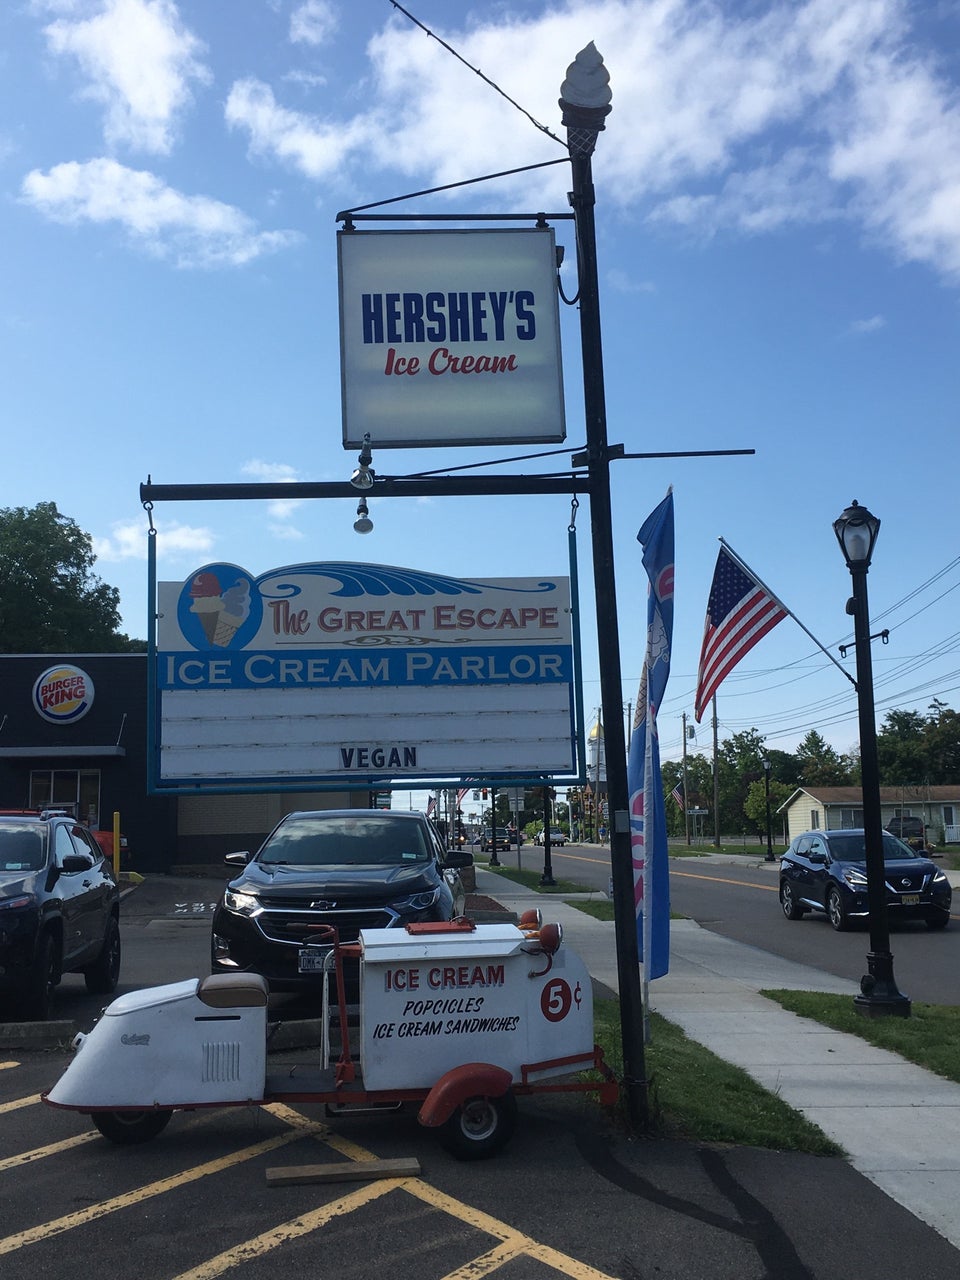 HERSHEY'S
Ice Cream
The GREAT ESCAPE
ICE CREAM PARLOR
VEGAN
BURGER
KING
ICE CREAM
POPCICLES
ICE CREAM SANDWICHES
5¢